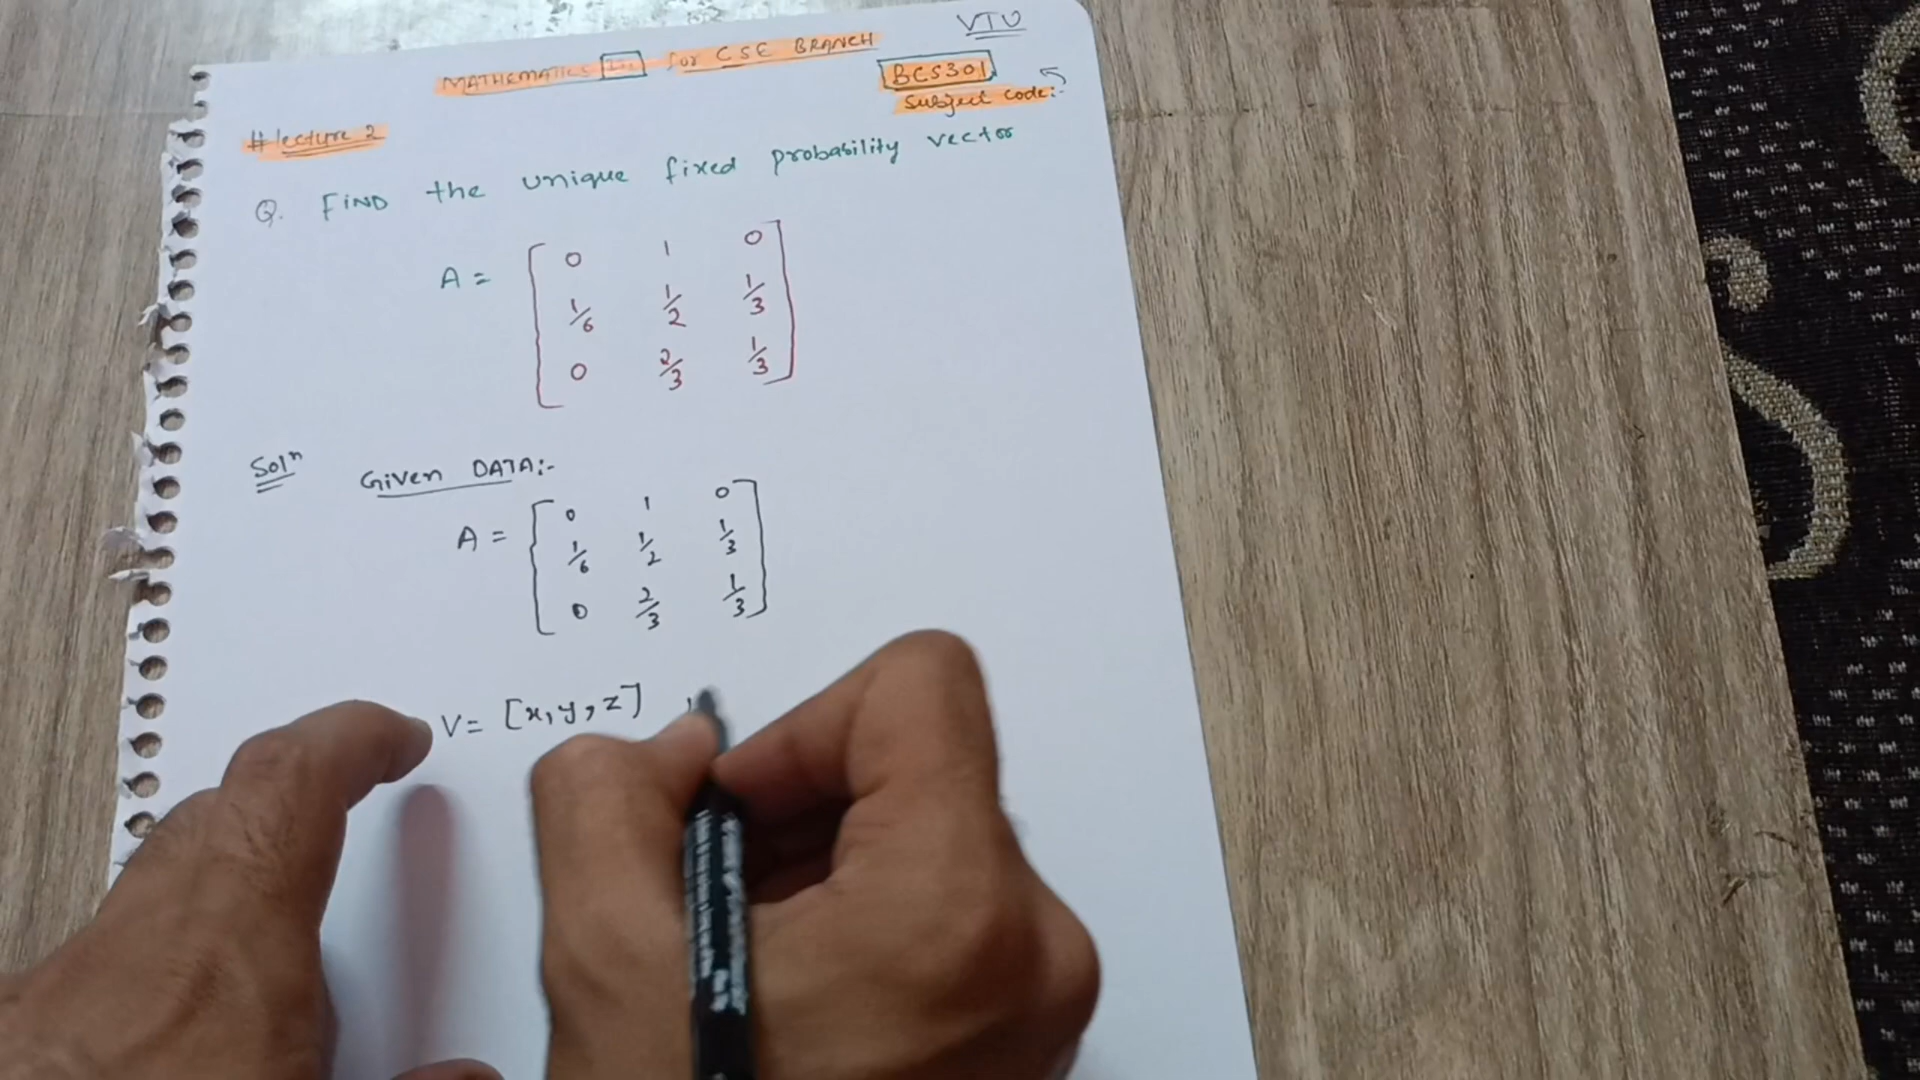 VTU
MATHEMATICS III for CSE BRANCH
BCS301
Subject code:-
# lecture 2
Q. FIND the unique fixed probability vector
A = [ 0 1 0
1/6 1/2 1/3
0 2/3 1/3 ]
Solⁿ Given DATA:-
A = [ 0 1 0
1/6 1/2 1/3
0 2/3 1/3 ]
V = [x, y, z]